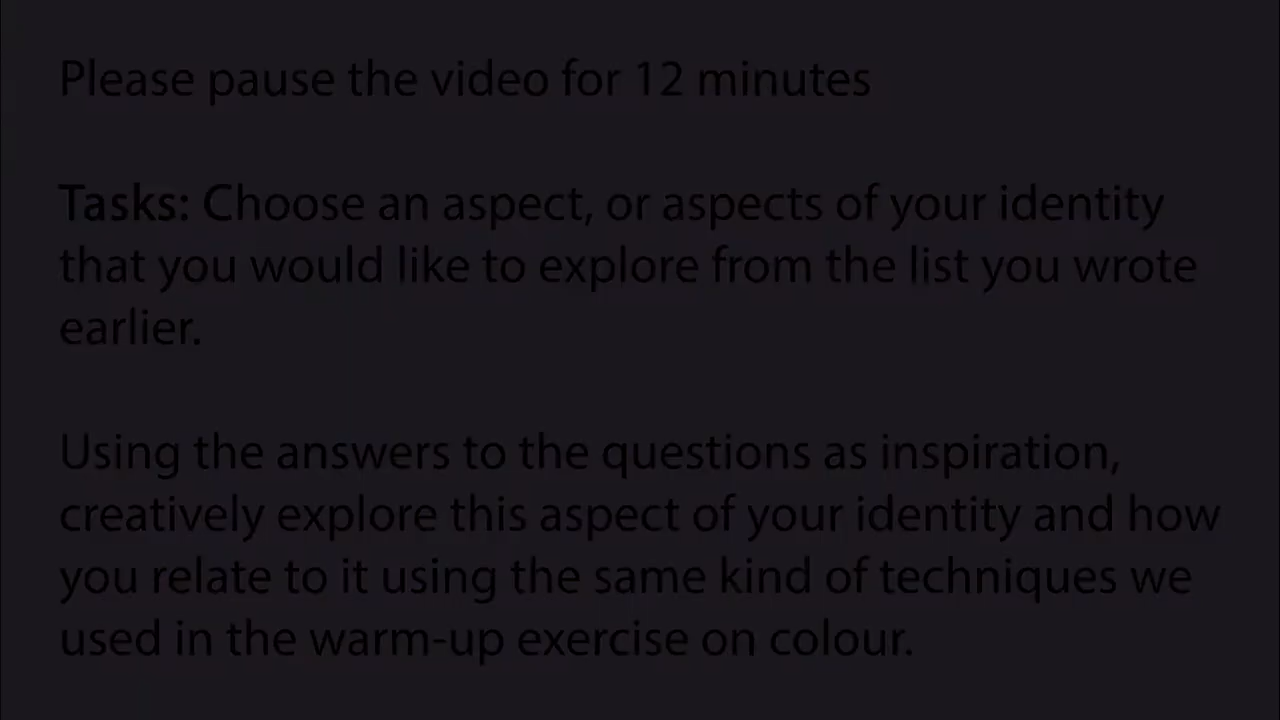 Please pause the video for 12 minutes
Tasks: Choose an aspect, or aspects of your identity
that you would like to explore from the list you wrote
earlier.
Using the answers to the questions as inspiration,
creatively explore this aspect of your identity and how
you relate to it using the same kind of techniques we
used in the warm-up exercise on colour.